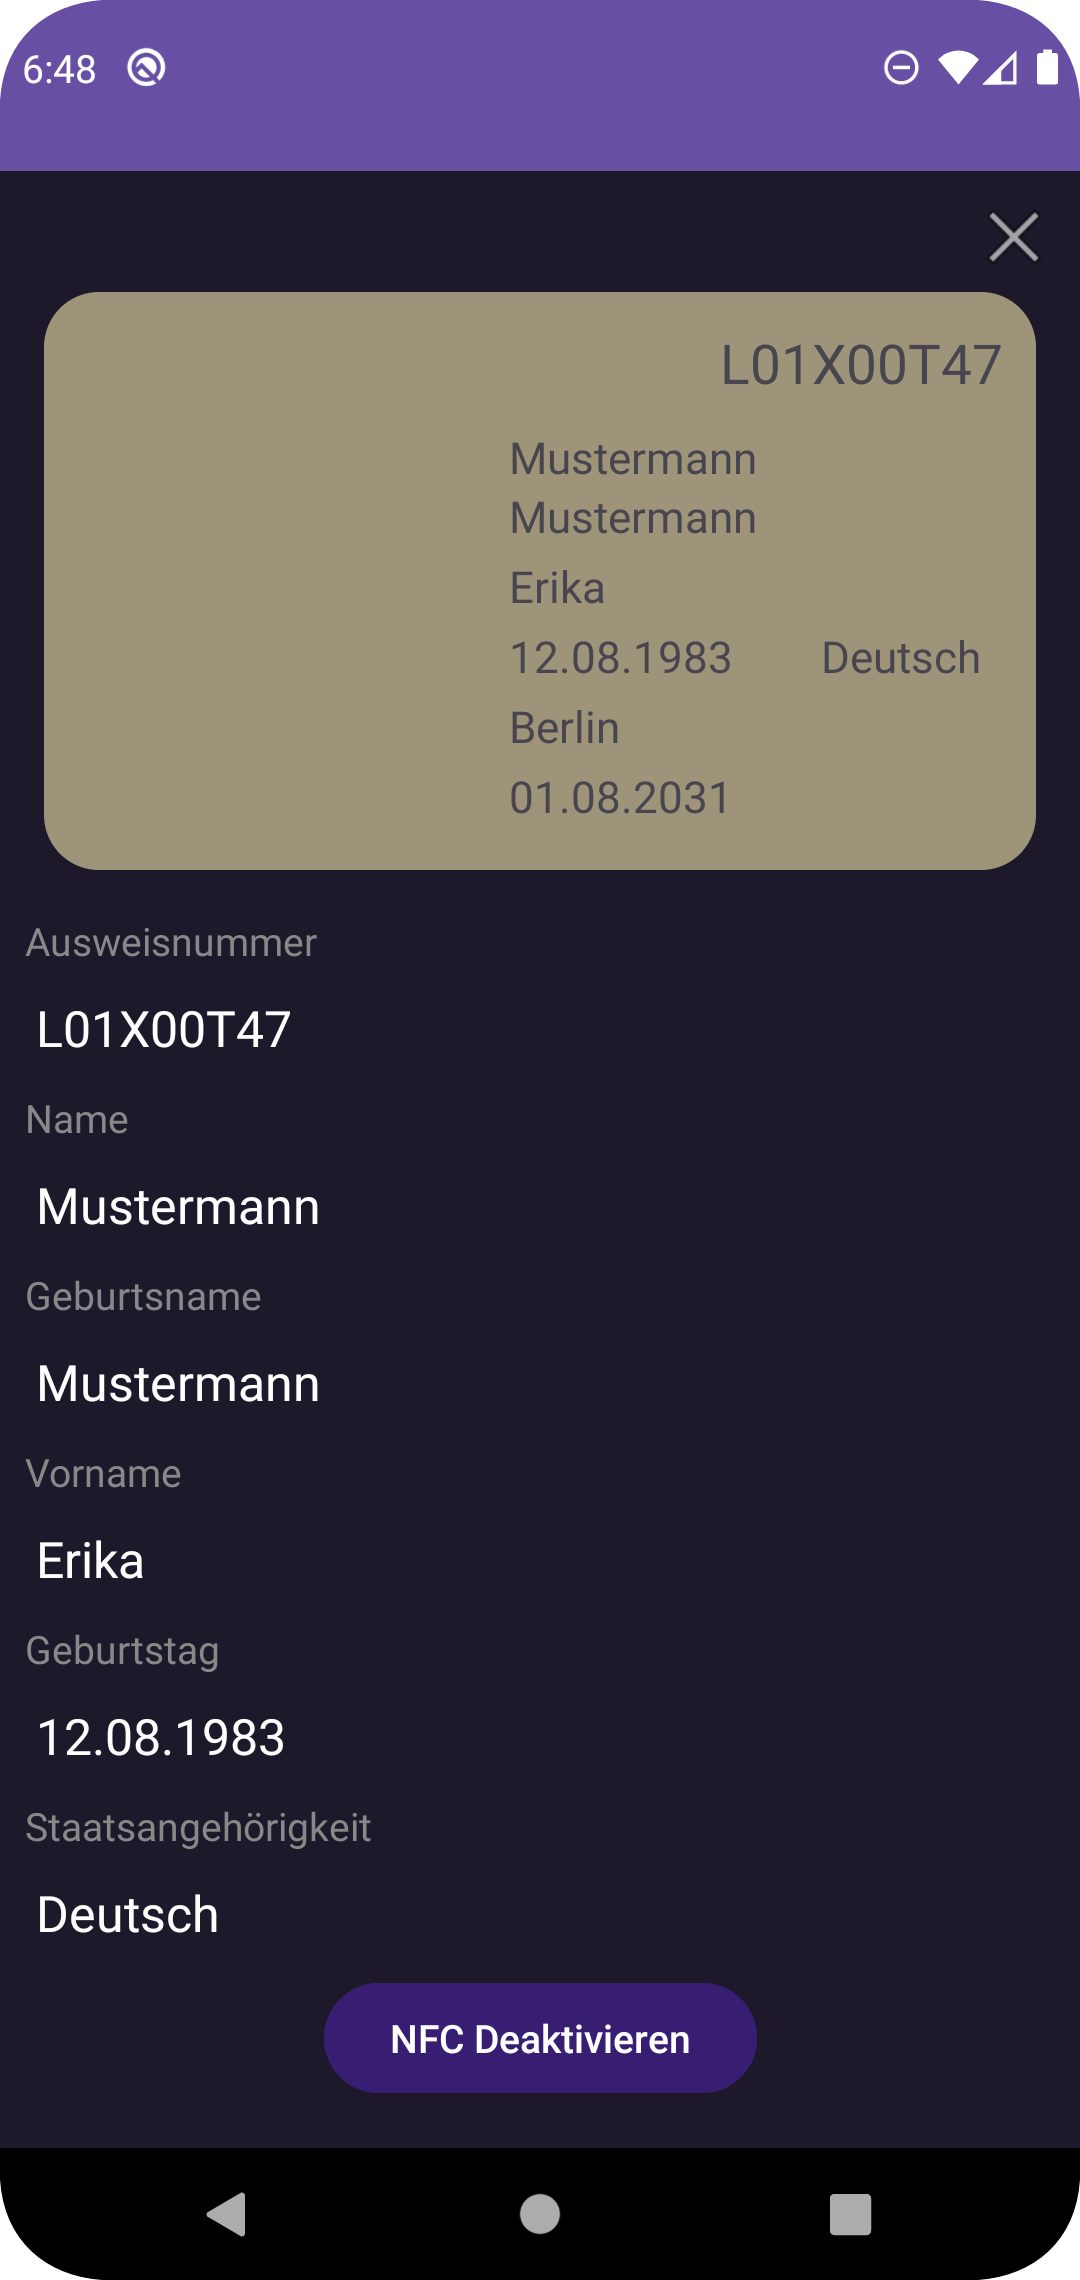 6:48
L01X00T47
Mustermann
Mustermann
Erika
12.08.1983 Deutsch
Berlin
01.08.2031
Ausweisnummer
L01X00T47
Name
Mustermann
Geburtsname
Mustermann
Vorname
Erika
Geburtstag
12.08.1983
Staatsangehörigkeit
Deutsch
NFC Deaktivieren